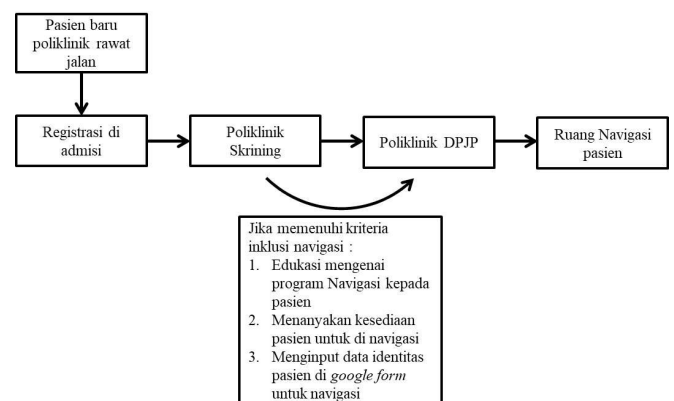 Pasien baru
poliklinik rawat
jalan
Registrasi di
admisi
Poliklinik
Skrining
Poliklinik DPJP
Ruang Navigasi
pasien
Jika memenuhi kriteria
inklusi navigasi :
1. Edukasi mengenai
program Navigasi kepada
pasien
2. Menanyakan kesediaan
pasien untuk di navigasi
3. Menginput data identitas
pasien di google form
untuk navigasi